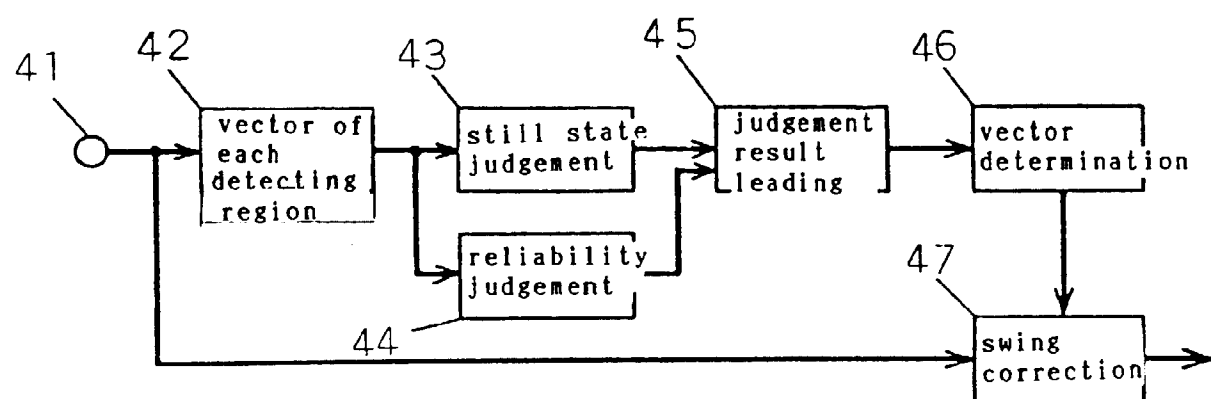 41
42
vector of
each
detecting
region
43
still state
judgement
44
reliability
judgement
45
judgement
result
leading
46
vector
determination
47
swing
correction